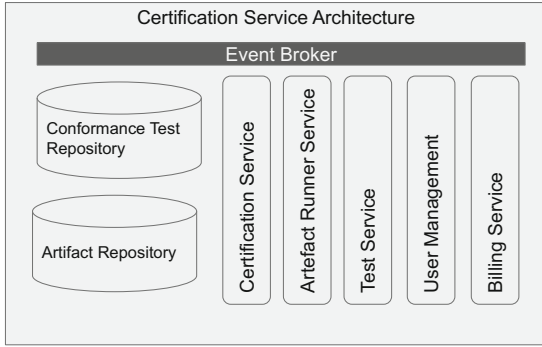 Certification Service Architecture
Event Broker
Conformance Test
Repository
Artifact Repository
Certification Service
Artefact Runner Service
Test Service
User Management
Billing Service